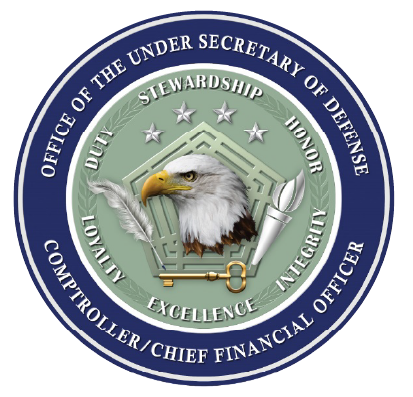 OFFICE OF THE UNDER SECRETARY OF DEFENSE
STEWARDSHIP
DUTY
HONOR
LOYALTY
INTEGRITY
EXCELLENCE
COMPTROLLER/CHIEF FINANCIAL OFFICER